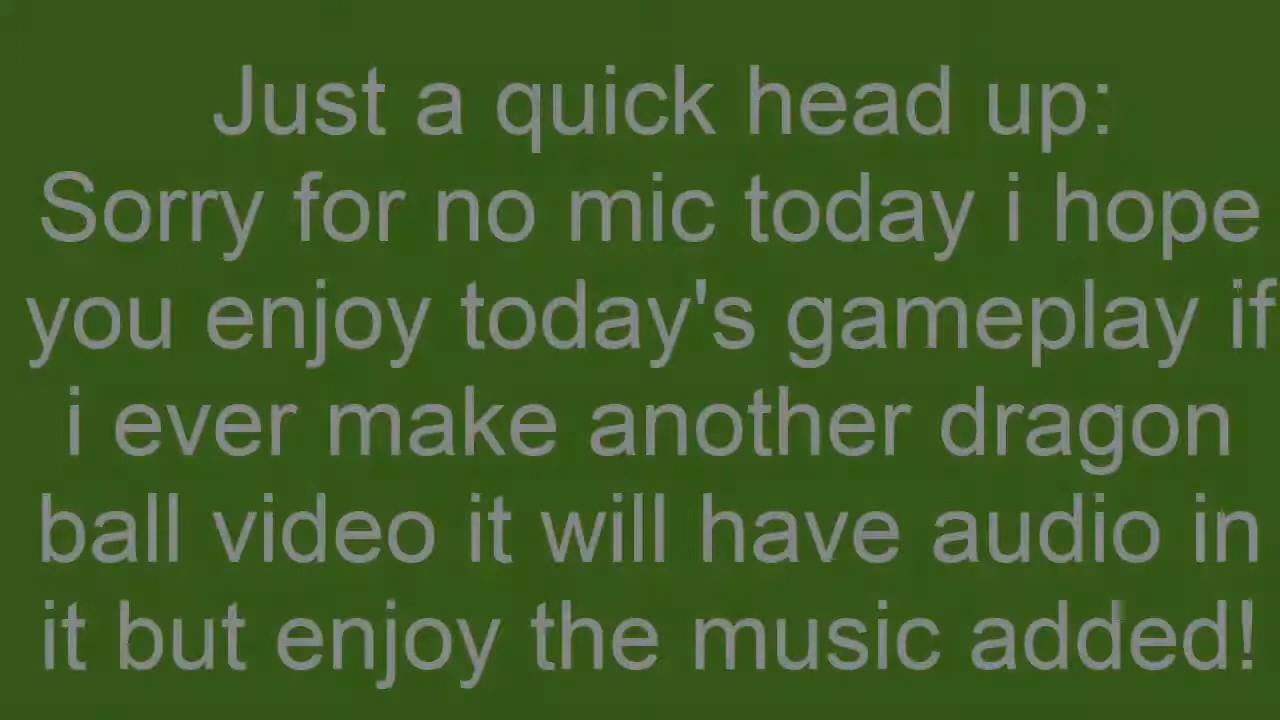 Just a quick head up:
Sorry for no mic today i hope
you enjoy today's gameplay if
i ever make another dragon
ball video it will have audio in
it but enjoy the music added!